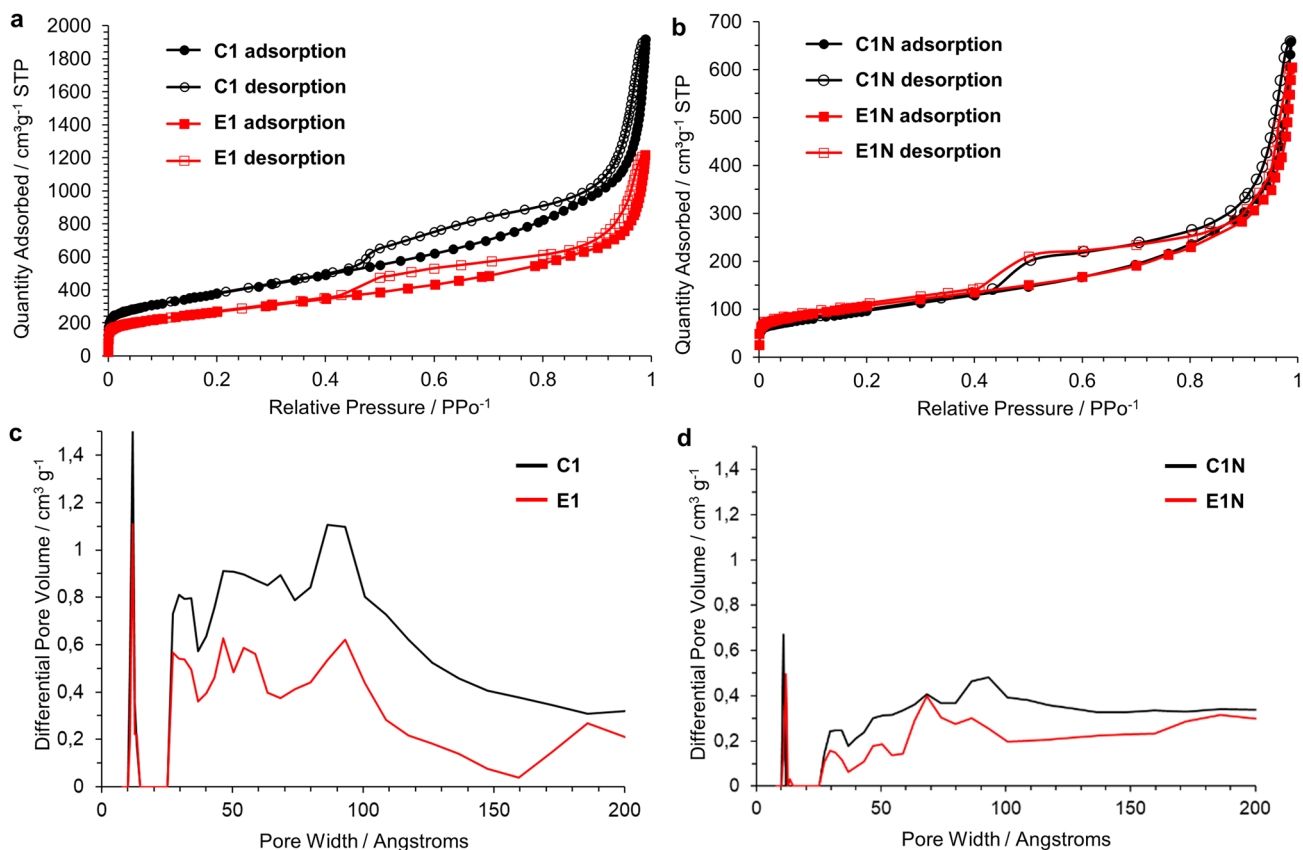 a
Quantity Adsorbed / cm³g⁻¹ STP
2000
1800
1600
1400
1200
1000
800
600
400
200
0
C1 adsorption
C1 desorption
E1 adsorption
E1 desorption
0
0.2
0.4
0.6
0.8
1
Relative Pressure / PPo⁻¹
b
Quantity Adsorbed / cm³g⁻¹ STP
700
600
500
400
300
200
100
0
C1N adsorption
C1N desorption
E1N adsorption
E1N desorption
0
0.2
0.4
0.6
0.8
1
Relative Pressure / PPo⁻¹
c
Differential Pore Volume / cm³ g⁻¹
1,4
1,2
1
0,8
0,6
0,4
0,2
0
C1
E1
0
50
100
150
200
Pore Width / Angstroms
d
Differential Pore Volume / cm³ g⁻¹
1,4
1,2
1
0,8
0,6
0,4
0,2
0
C1N
E1N
0
50
100
150
200
Pore Width / Angstroms